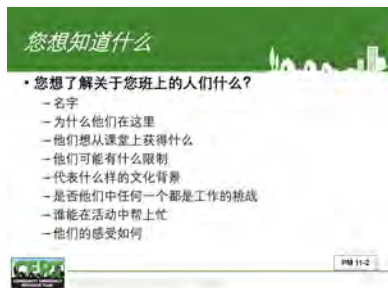 您想知道什么
• 您想了解关于您班上的人们什么?
– 名字
– 为什么他们在这里
– 他们想从课堂上获得什么
– 他们可能有什么限制
– 代表什么样的文化背景
– 是否他们中任何一个都是工作的挑战
– 谁能在活动中帮上忙
– 他们的感受如何
PM 11-2